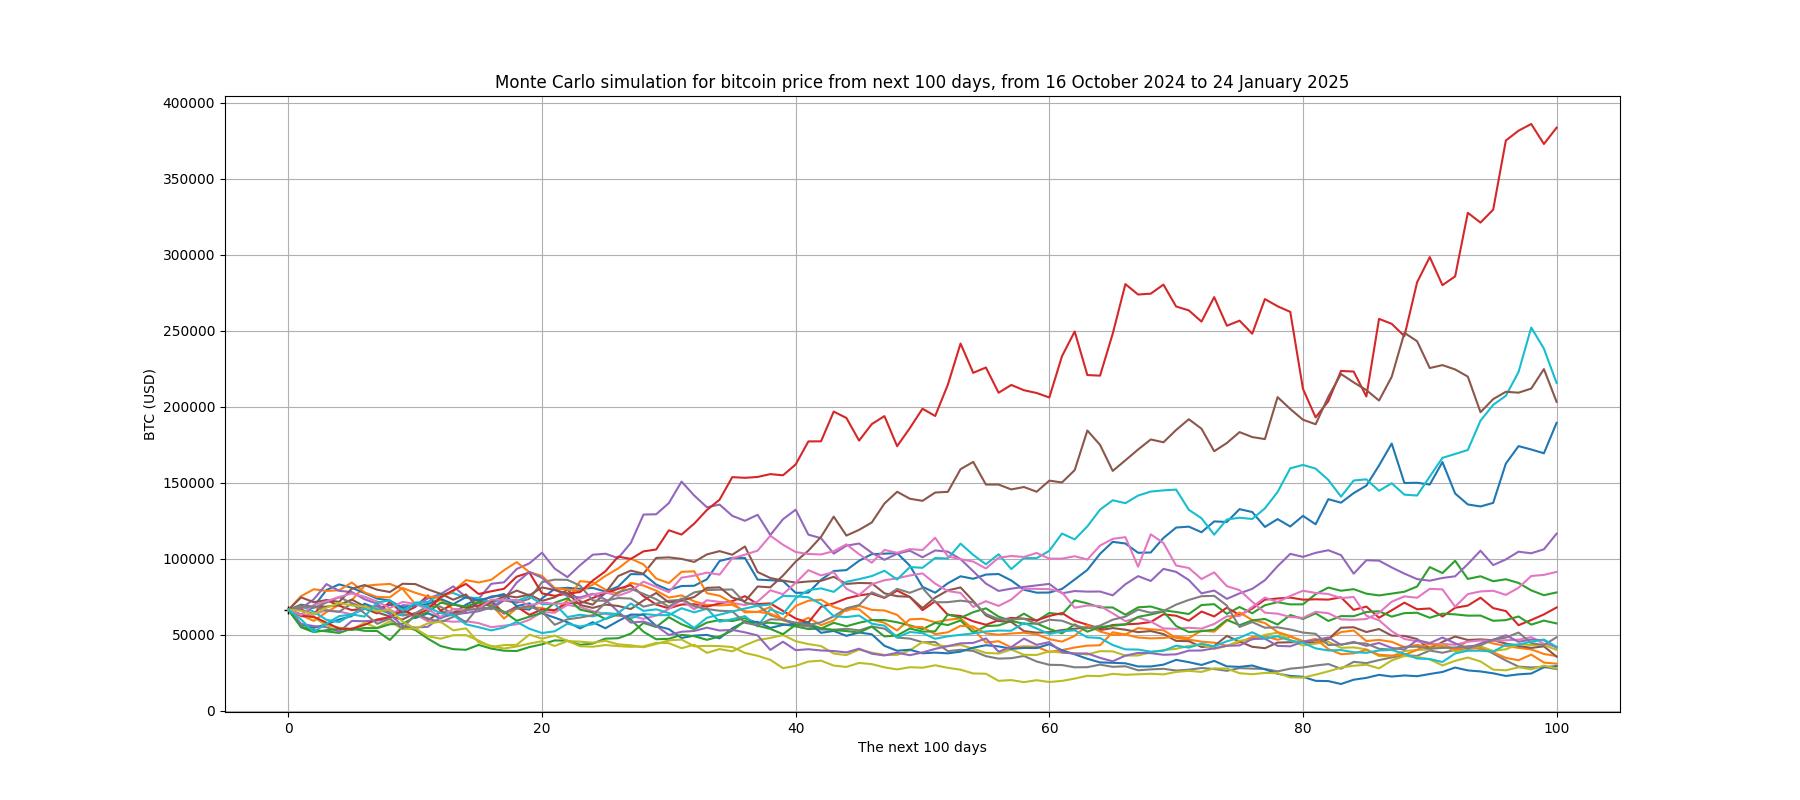 Monte Carlo simulation for bitcoin price from next 100 days, from 16 October 2024 to 24 January 2025
400000
350000
300000
250000
200000
150000
100000
50000
0
BTC (USD)
0 20 40 60 80 100
The next 100 days